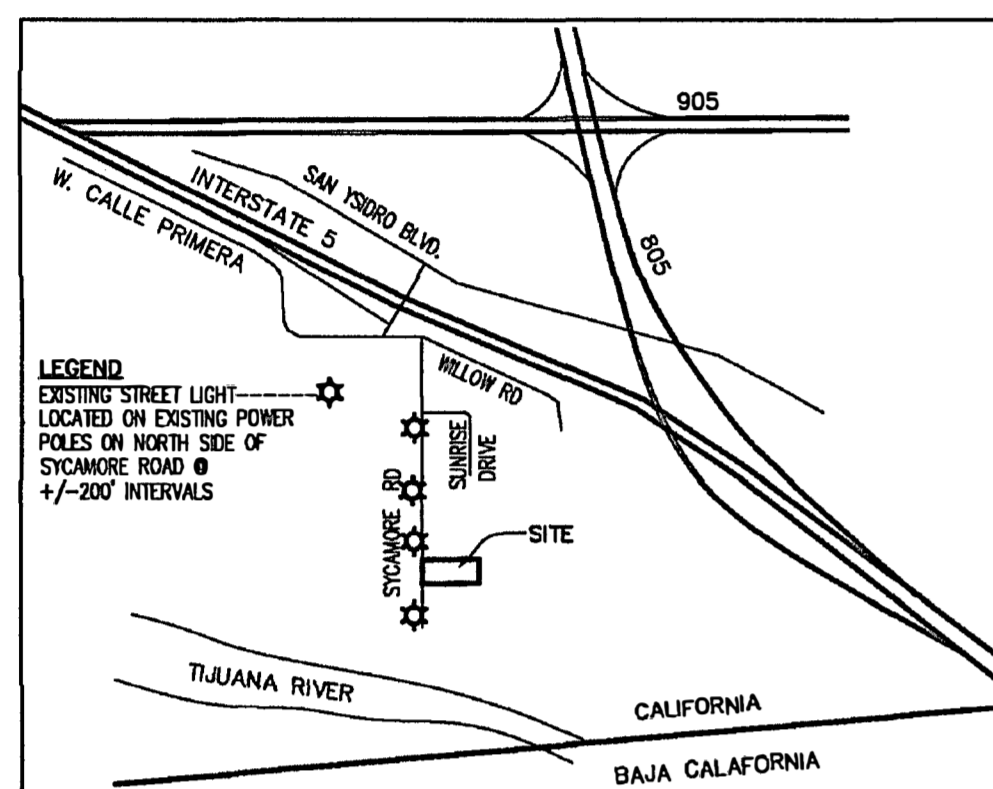 905
SAN YSIDRO BLVD.
INTERSTATE 5
W. CALLE PRIMERA
805
WILLOW RD
LEGEND
EXISTING STREET LIGHT
LOCATED ON EXISTING POWER
POLES ON NORTH SIDE OF
SYCAMORE ROAD @
+/-200' INTERVALS
SUNRISE
DRIVE
SYCAMORE RD
SITE
TIJUANA RIVER
CALIFORNIA
BAJA CALAFORNIA